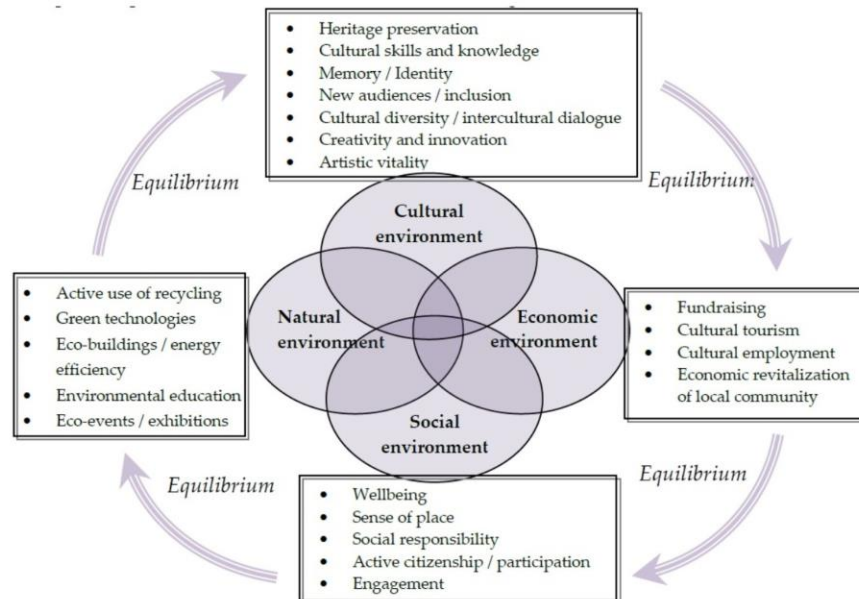 • Heritage preservation
• Cultural skills and knowledge
• Memory / Identity
• New audiences / inclusion
• Cultural diversity / intercultural dialogue
• Creativity and innovation
• Artistic vitality
Equilibrium
Equilibrium
Cultural
environment
• Active use of recycling
• Green technologies
• Eco-buildings / energy
efficiency
• Environmental education
• Eco-events / exhibitions
Natural
environment
Economic
environment
• Fundraising
• Cultural tourism
• Cultural employment
• Economic revitalization
of local community
Social
environment
Equilibrium
Equilibrium
• Wellbeing
• Sense of place
• Social responsibility
• Active citizenship / participation
• Engagement